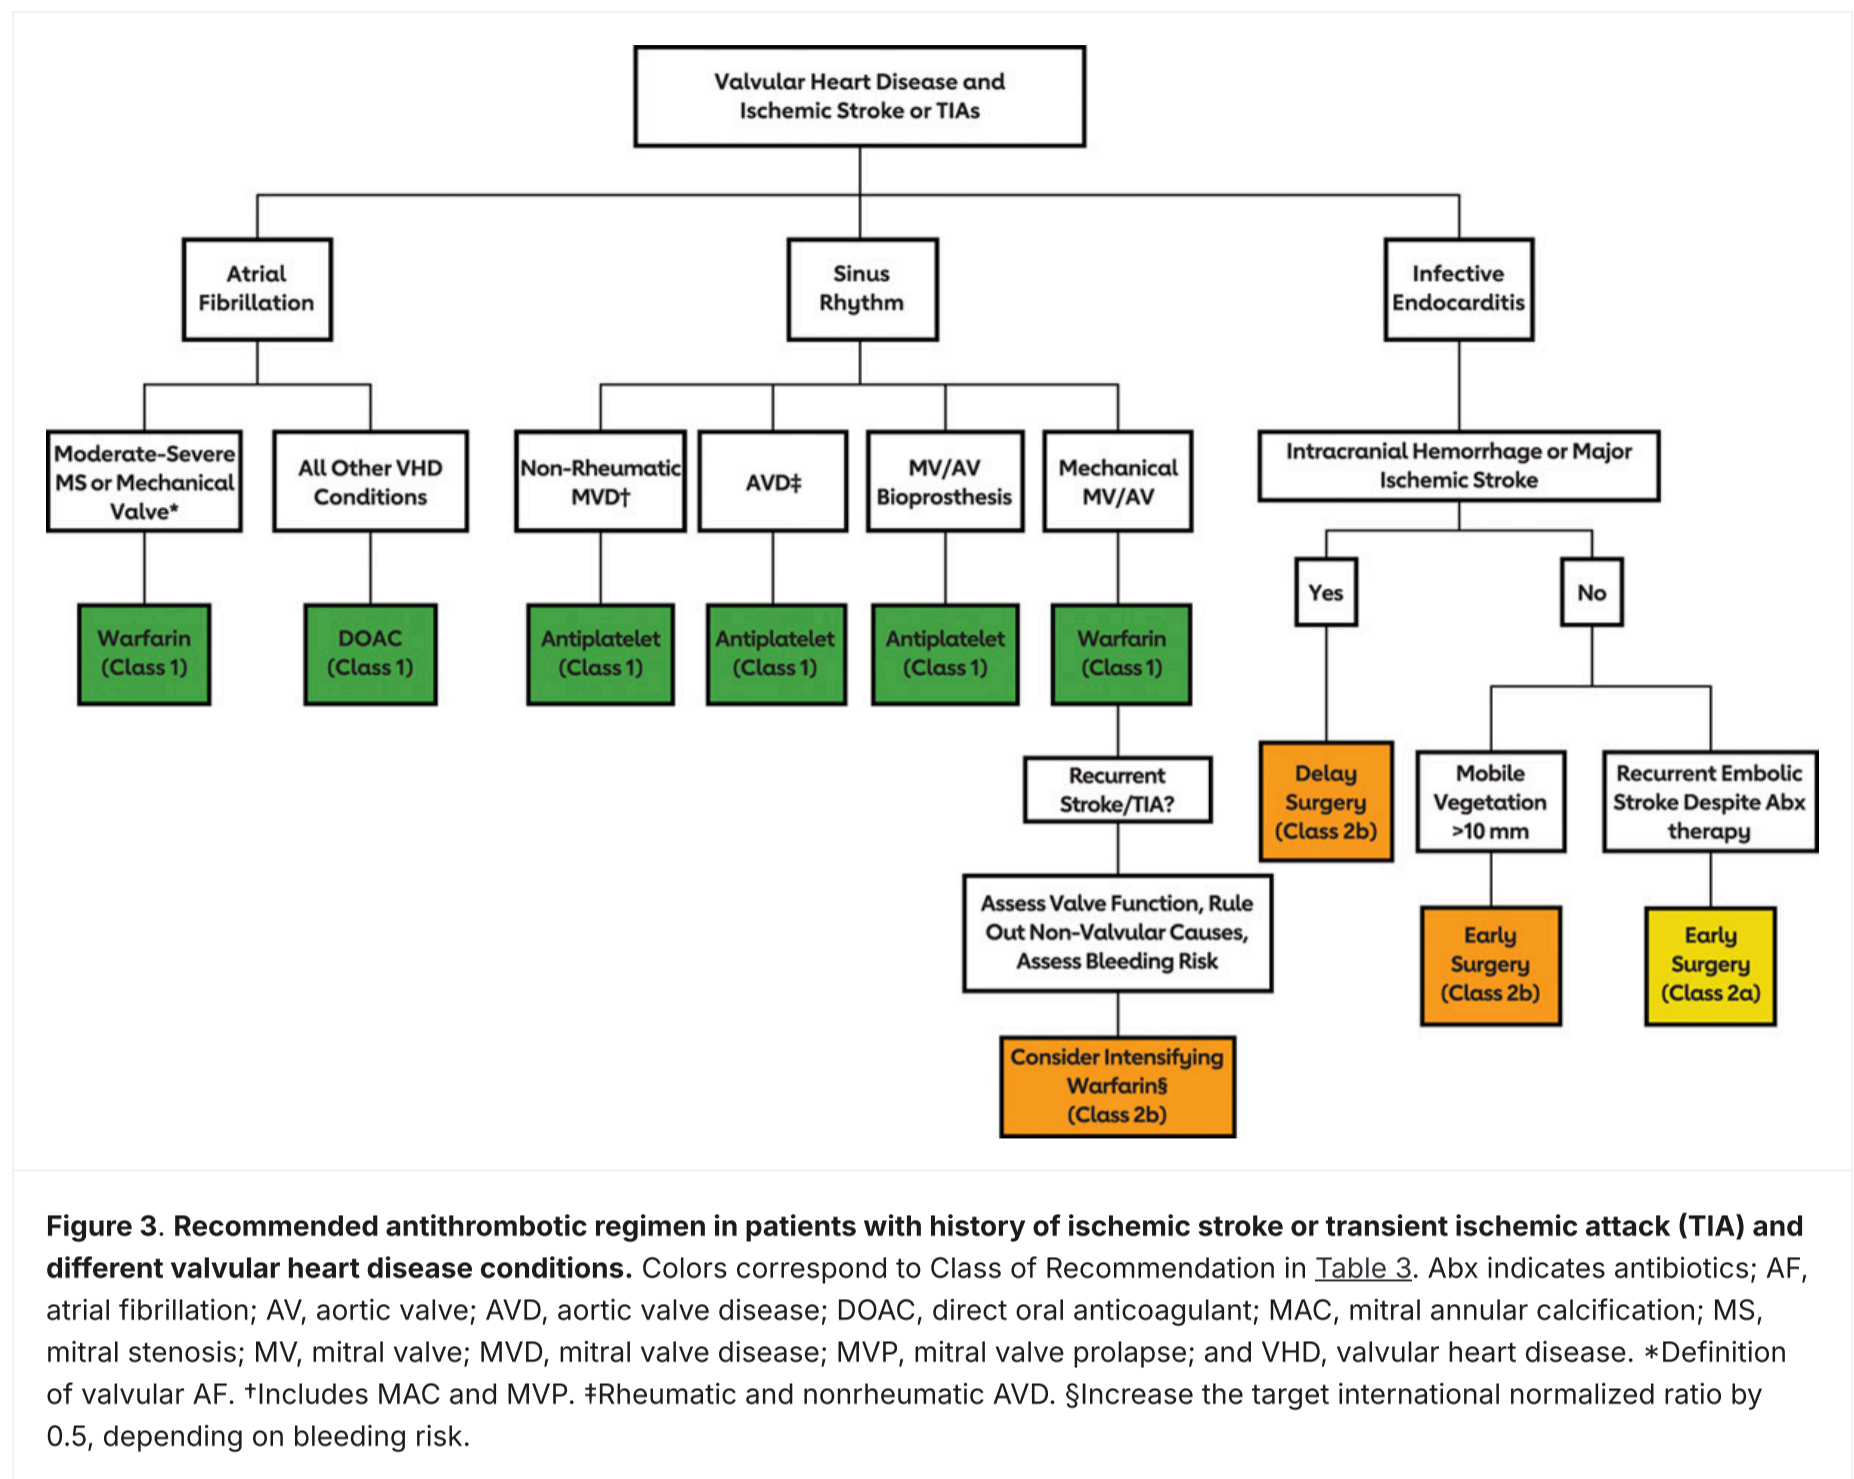 Valvular Heart Disease and
Ischemic Stroke or TIAs
Atrial
Fibrillation
Sinus
Rhythm
Infective
Endocarditis
Moderate-Severe
MS or Mechanical
Valve*
All Other VHD
Conditions
Non-Rheumatic
MVD†
AVD‡
MV/AV
Bioprosthesis
Mechanical
MV/AV
Intracranial Hemorrhage or Major
Ischemic Stroke
Yes
No
Warfarin
(Class 1)
DOAC
(Class 1)
Antiplatelet
(Class 1)
Antiplatelet
(Class 1)
Antiplatelet
(Class 1)
Warfarin
(Class 1)
Recurrent
Stroke/TIA?
Delay
Surgery
(Class 2b)
Mobile
Vegetation
>10 mm
Recurrent Embolic
Stroke Despite Abx
therapy
Assess Valve Function, Rule
Out Non-Valvular Causes,
Assess Bleeding Risk
Early
Surgery
(Class 2b)
Early
Surgery
(Class 2a)
Consider Intensifying
Warfarin§
(Class 2b)
Figure 3. Recommended antithrombotic regimen in patients with history of ischemic stroke or transient ischemic attack (TIA) and
different valvular heart disease conditions. Colors correspond to Class of Recommendation in Table 3. Abx indicates antibiotics; AF,
atrial fibrillation; AV, aortic valve; AVD, aortic valve disease; DOAC, direct oral anticoagulant; MAC, mitral annular calcification; MS,
mitral stenosis; MV, mitral valve; MVD, mitral valve disease; MVP, mitral valve prolapse; and VHD, valvular heart disease. *Definition
of valvular AF. †Includes MAC and MVP. ‡Rheumatic and nonrheumatic AVD. §Increase the target international normalized ratio by
0.5, depending on bleeding risk.